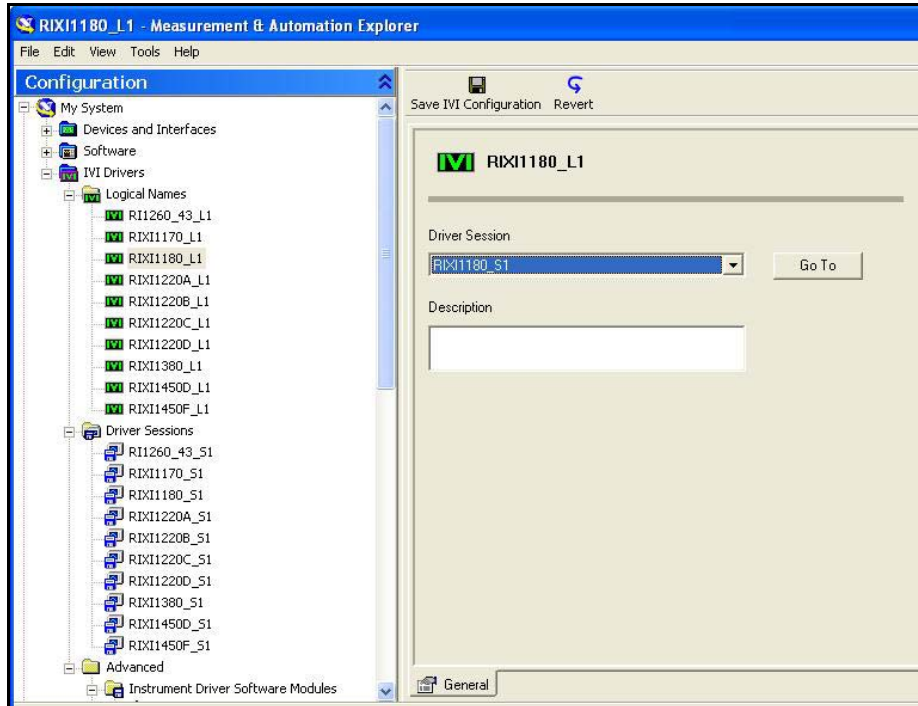 RIXI1180_L1 - Measurement & Automation Explorer
File Edit View Tools Help
Configuration
My System
Devices and Interfaces
Software
IVI Drivers
Logical Names
RI1260_43_L1
RIXI1170_L1
RIXI1180_L1
RIXI1220A_L1
RIXI1220B_L1
RIXI1220C_L1
RIXI1220D_L1
RIXI1380_L1
RIXI1450D_L1
RIXI1450F_L1
Driver Sessions
RI1260_43_S1
RIXI1170_S1
RIXI1180_S1
RIXI1220A_S1
RIXI1220B_S1
RIXI1220C_S1
RIXI1220D_S1
RIXI1380_S1
RIXI1450D_S1
RIXI1450F_S1
Advanced
Instrument Driver Software Modules
Save IVI Configuration Revert
IVI RIXI1180_L1
Driver Session
RIXI1180_S1 Go To
Description
General